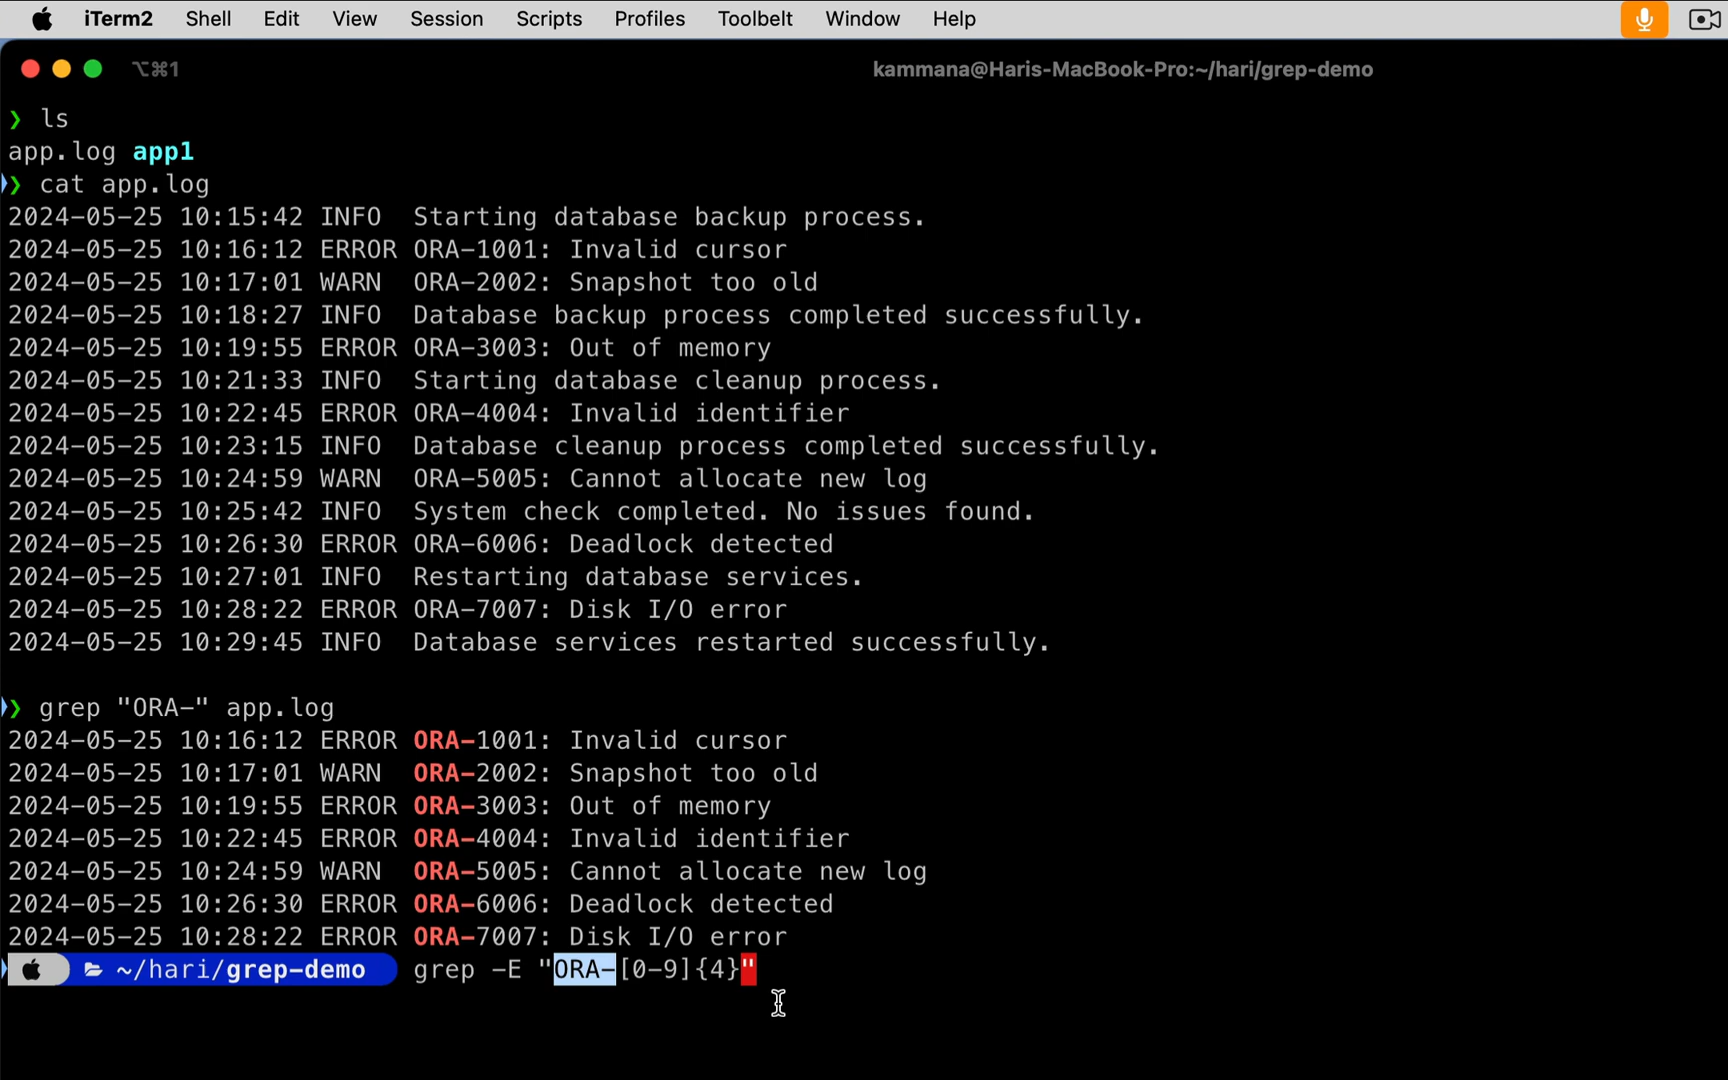 iTerm2 Shell Edit View Session Scripts Profiles Toolbelt Window Help
⌥⌘1 kammana@Haris-MacBook-Pro:~/hari/grep-demo
❯ ls
app.log app1
❯ cat app.log
2024-05-25 10:15:42 INFO  Starting database backup process.
2024-05-25 10:16:12 ERROR ORA-1001: Invalid cursor
2024-05-25 10:17:01 WARN  ORA-2002: Snapshot too old
2024-05-25 10:18:27 INFO  Database backup process completed successfully.
2024-05-25 10:19:55 ERROR ORA-3003: Out of memory
2024-05-25 10:21:33 INFO  Starting database cleanup process.
2024-05-25 10:22:45 ERROR ORA-4004: Invalid identifier
2024-05-25 10:23:15 INFO  Database cleanup process completed successfully.
2024-05-25 10:24:59 WARN  ORA-5005: Cannot allocate new log
2024-05-25 10:25:42 INFO  System check completed. No issues found.
2024-05-25 10:26:30 ERROR ORA-6006: Deadlock detected
2024-05-25 10:27:01 INFO  Restarting database services.
2024-05-25 10:28:22 ERROR ORA-7007: Disk I/O error
2024-05-25 10:29:45 INFO  Database services restarted successfully.
❯ grep "ORA-" app.log
2024-05-25 10:16:12 ERROR ORA-1001: Invalid cursor
2024-05-25 10:17:01 WARN  ORA-2002: Snapshot too old
2024-05-25 10:19:55 ERROR ORA-3003: Out of memory
2024-05-25 10:22:45 ERROR ORA-4004: Invalid identifier
2024-05-25 10:24:59 WARN  ORA-5005: Cannot allocate new log
2024-05-25 10:26:30 ERROR ORA-6006: Deadlock detected
2024-05-25 10:28:22 ERROR ORA-7007: Disk I/O error
~/hari/grep-demo grep -E "ORA-[0-9]{4}"